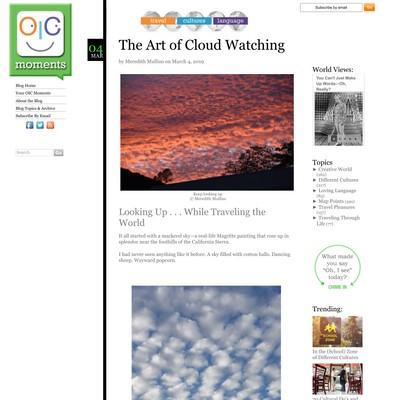 OIC
moments
Blog Home
Your OIC Moments
About the Blog
Blog Topics & Archive
Subscribe By Email
Search
GO
04
MAR
travel
cultures
language
Subscribe by email
GO
The Art of Cloud Watching
by Meredith Mullins on March 4, 2019
Keep looking up
© Meredith Mullins
Looking Up . . . While Traveling the
World
It all started with a mackerel sky—a real-life Magritte painting that rose up in
splendor near the foothills of the California Sierra.
I had never seen anything like it before. A sky filled with cotton balls. Dancing
sheep. Wayward popcorn.
World Views:
You Can't Just Make
Up Words—Oh,
Really?
Topics
► Creative World
► Different Cultures
► Loving Language
► Map Points
► Travel Pleasures
► Traveling Through
Life (77)
What made
you say
"Oh, I see"
today?
CHIME IN
Trending:
SCHOOL
ZONE
In the (School) Zone
of Different Cultures